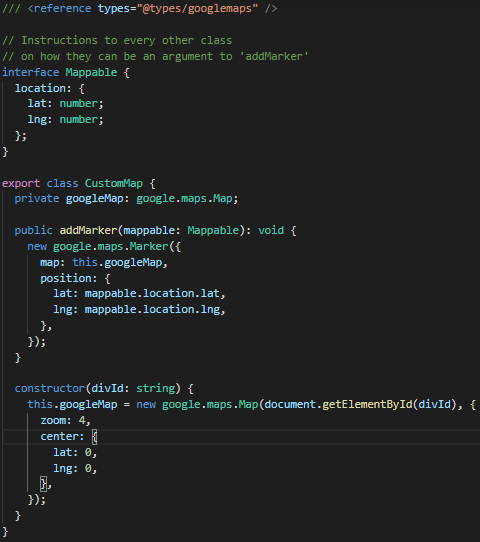 /// <reference types="@types/googlemaps" />
// Instructions to every other class
// on how they can be an argument to 'addMarker'
interface Mappable {
  location: {
    lat: number;
    lng: number;
  };
}
export class CustomMap {
  private googleMap: google.maps.Map;
  public addMarker(mappable: Mappable): void {
    new google.maps.Marker({
      map: this.googleMap,
      position: {
        lat: mappable.location.lat,
        lng: mappable.location.lng,
      },
    });
  }
  constructor(divId: string) {
    this.googleMap = new google.maps.Map(document.getElementById(divId), {
      zoom: 4,
      center: {
        lat: 0,
        lng: 0,
      },
    });
  }
}